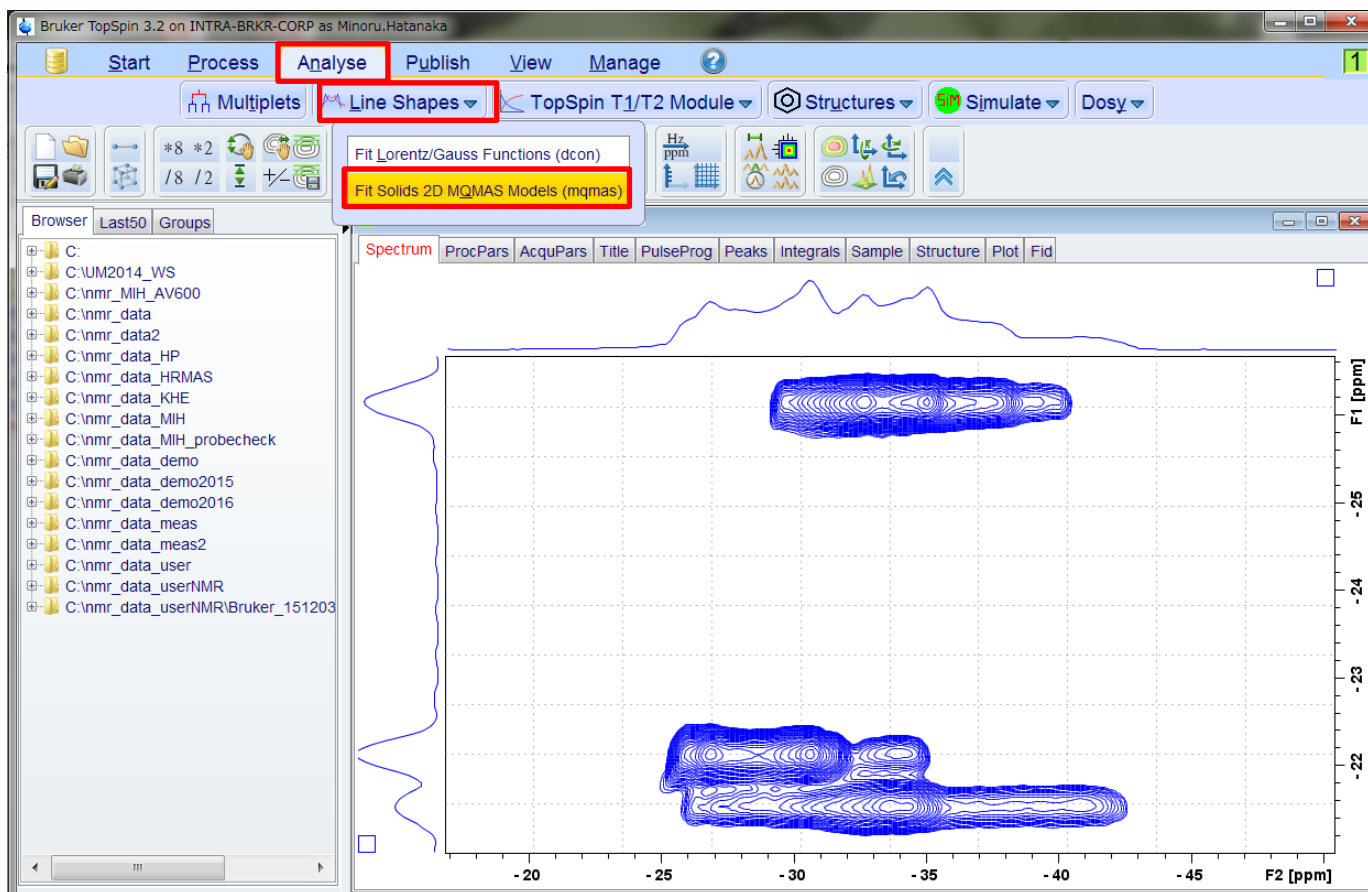 Bruker TopSpin 3.2 on INTRA-BRKR-CORP as Minoru.Hatanaka
Start Process Analyse Publish View Manage ? 1
Multiplets Line Shapes TopSpin T1/T2 Module Structures SIM Simulate Dosy
*8 *2
/8 /2
Hz
ppm
Fit Lorentz/Gauss Functions (dcon)
Fit Solids 2D MQMAS Models (mqmas)
Browser Last50 Groups
Spectrum ProcPars AcquPars Title PulseProg Peaks Integrals Sample Structure Plot Fid
C:
C:\UM2014_WS
C:\nmr_MIH_AV600
C:\nmr_data
C:\nmr_data2
C:\nmr_data_HP
C:\nmr_data_HRMAS
C:\nmr_data_KHE
C:\nmr_data_MIH
C:\nmr_data_MIH_probecheck
C:\nmr_data_demo
C:\nmr_data_demo2015
C:\nmr_data_demo2016
C:\nmr_data_meas
C:\nmr_data_meas2
C:\nmr_data_user
C:\nmr_data_userNMR
C:\nmr_data_userNMR\Bruker_151203
F1 [ppm]
- 25
- 24
- 23
- 22
- 20 - 25 - 30 - 35 - 40 - 45 F2 [ppm]